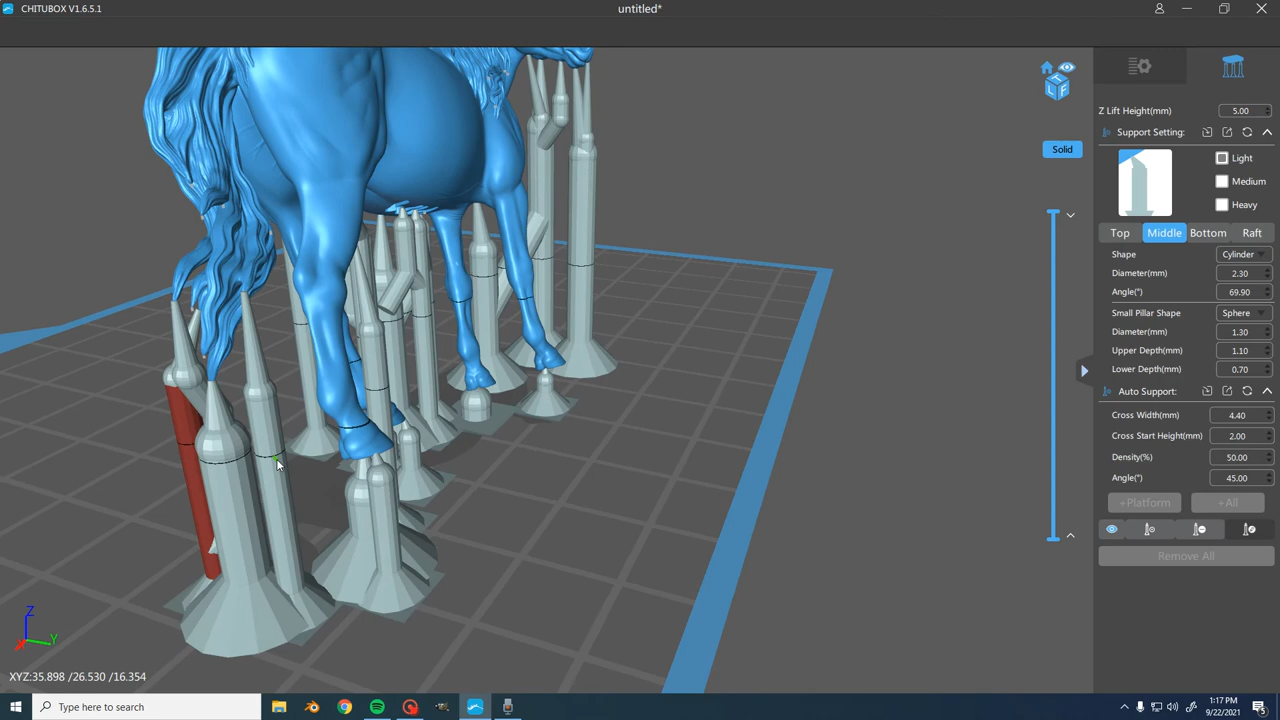 CHITUBOX V1.6.5.1
untitled*
T
L F
Solid
Z Lift Height(mm) 5.00
Support Setting:
Light
Medium
Heavy
Top Middle Bottom Raft
Shape Cylinder
Diameter(mm) 2.30
Angle(°) 69.90
Small Pillar Shape Sphere
Diameter(mm) 1.30
Upper Depth(mm) 1.10
Lower Depth(mm) 0.70
Auto Support:
Cross Width(mm) 4.40
Cross Start Height(mm) 2.00
Density(%) 50.00
Angle(°) 45.00
+Platform +All
Remove All
Z
Y
X
XYZ:35.898 /26.530 /16.354
Type here to search
1:17 PM
9/22/2021
5